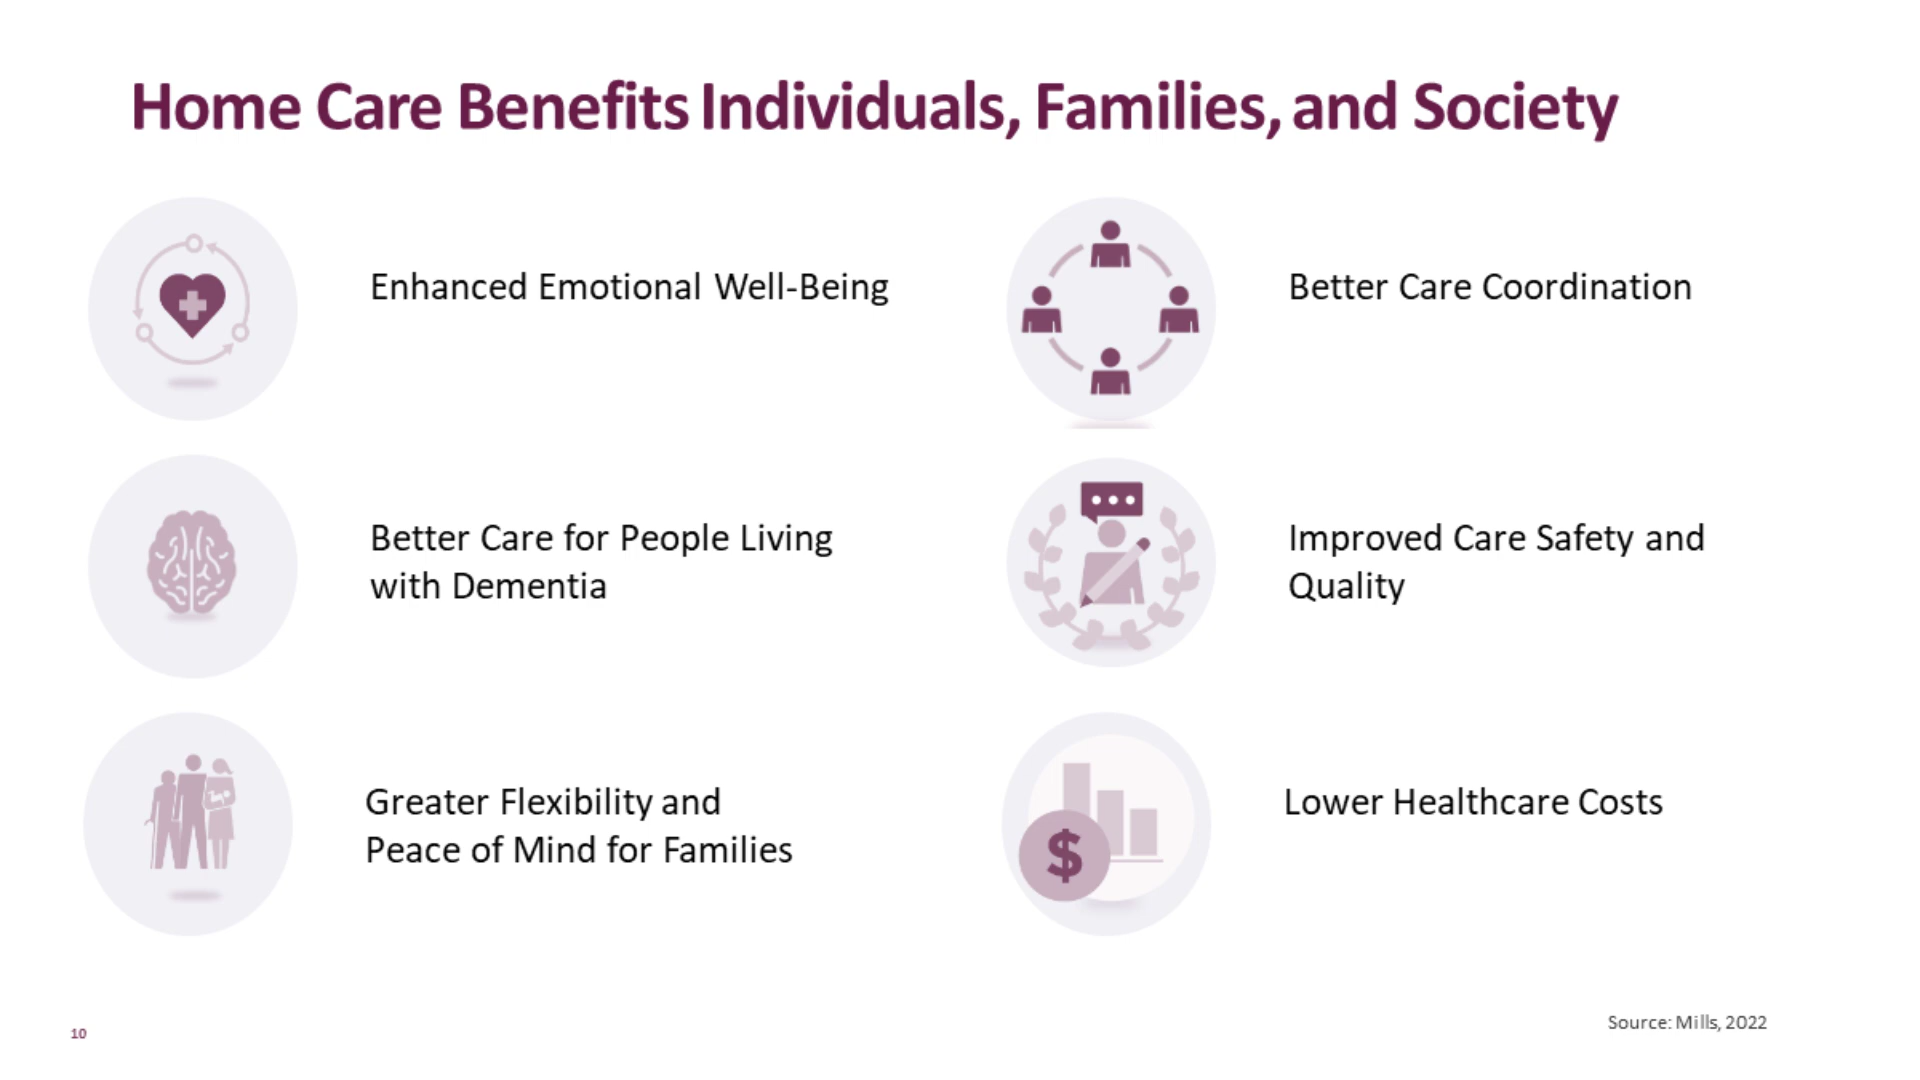 Home Care Benefits Individuals, Families, and Society
Enhanced Emotional Well-Being
Better Care Coordination
Better Care for People Living
with Dementia
Improved Care Safety and
Quality
Greater Flexibility and
Peace of Mind for Families
$
Lower Healthcare Costs
10
Source: Mills, 2022